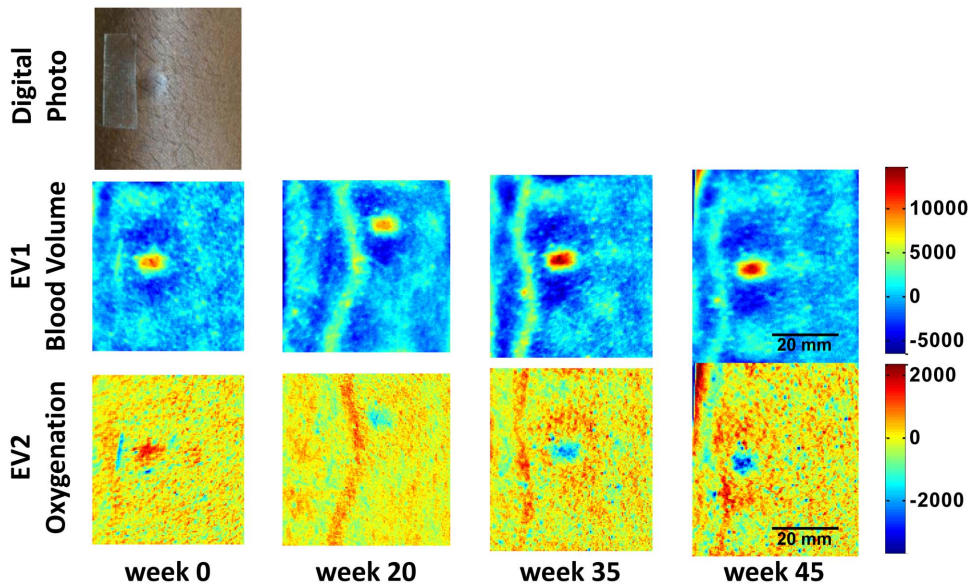 Digital
Photo
EV1
Blood Volume
10000
5000
0
-5000
20 mm
EV2
Oxygenation
2000
0
-2000
20 mm
week 0
week 20
week 35
week 45